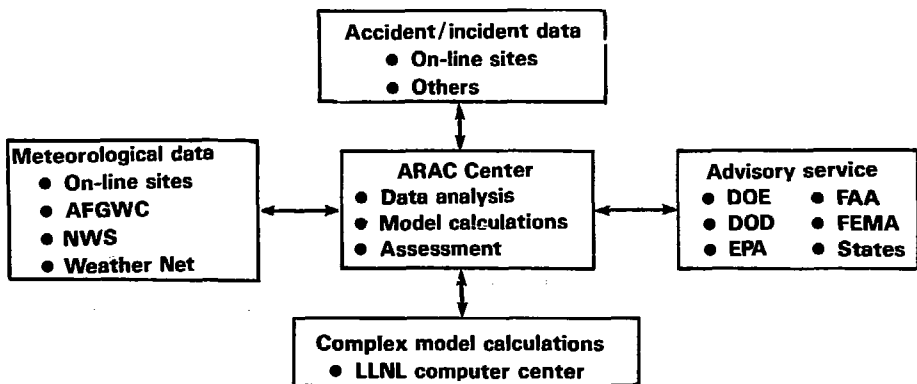 Accident/incident data
● On-line sites
● Others
Meteorological data
● On-line sites
● AFGWC
● NWS
● Weather Net
ARAC Center
● Data analysis
● Model calculations
● Assessment
Advisory service
● DOE ● FAA
● DOD ● FEMA
● EPA ● States
Complex model calculations
● LLNL computer center